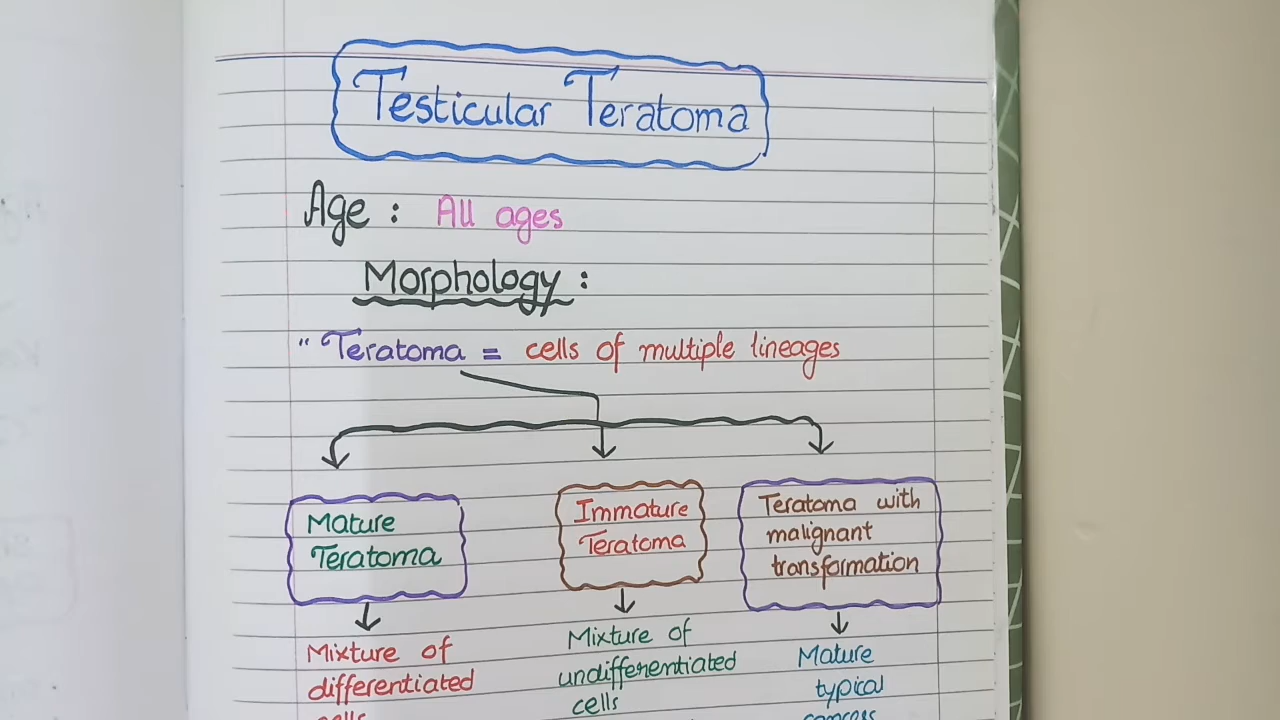 Testicular Teratoma
Age : All ages
Morphology :
" Teratoma = cells of multiple lineages
Mature
Teratoma
Immature
Teratoma
Teratoma with
malignant
transformation
Mixture of
differentiated
cells
Mixture of
undifferentiated
cells
Mature
typical